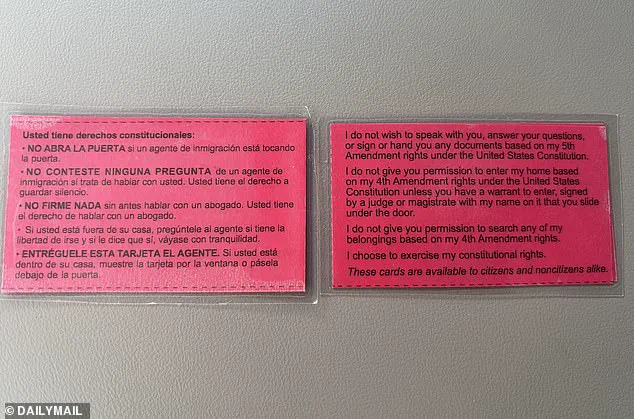 Usted tiene derechos constitucionales:
• NO ABRA LA PUERTA si un agente de inmigración está tocando
la puerta.
• NO CONTESTE NINGUNA PREGUNTA de un agente de
inmigración si trata de hablar con usted. Usted tiene el derecho a
guardar silencio.
• NO FIRME NADA sin antes hablar con un abogado. Usted tiene
el derecho de hablar con un abogado.
• Si usted está fuera de su casa, pregúntele al agente si tiene la
libertad de irse y si le dice que sí, váyase con tranquilidad.
• ENTRÉGUELE ESTA TARJETA EL AGENTE. Si usted está
dentro de su casa, muestre la tarjeta por la ventana o pásela
debajo de la puerta.
I do not wish to speak with you, answer your questions,
or sign or hand you any documents based on my 5th
Amendment rights under the United States Constitution.
I do not give you permission to enter my home based
on my 4th Amendment rights under the United States
Constitution unless you have a warrant to enter, signed
by a judge or magistrate with my name on it that you slide
under the door.
I do not give you permission to search any of my
belongings based on my 4th Amendment rights.
I choose to exercise my constitutional rights.
These cards are available to citizens and noncitizens alike.
© DAILYMAIL